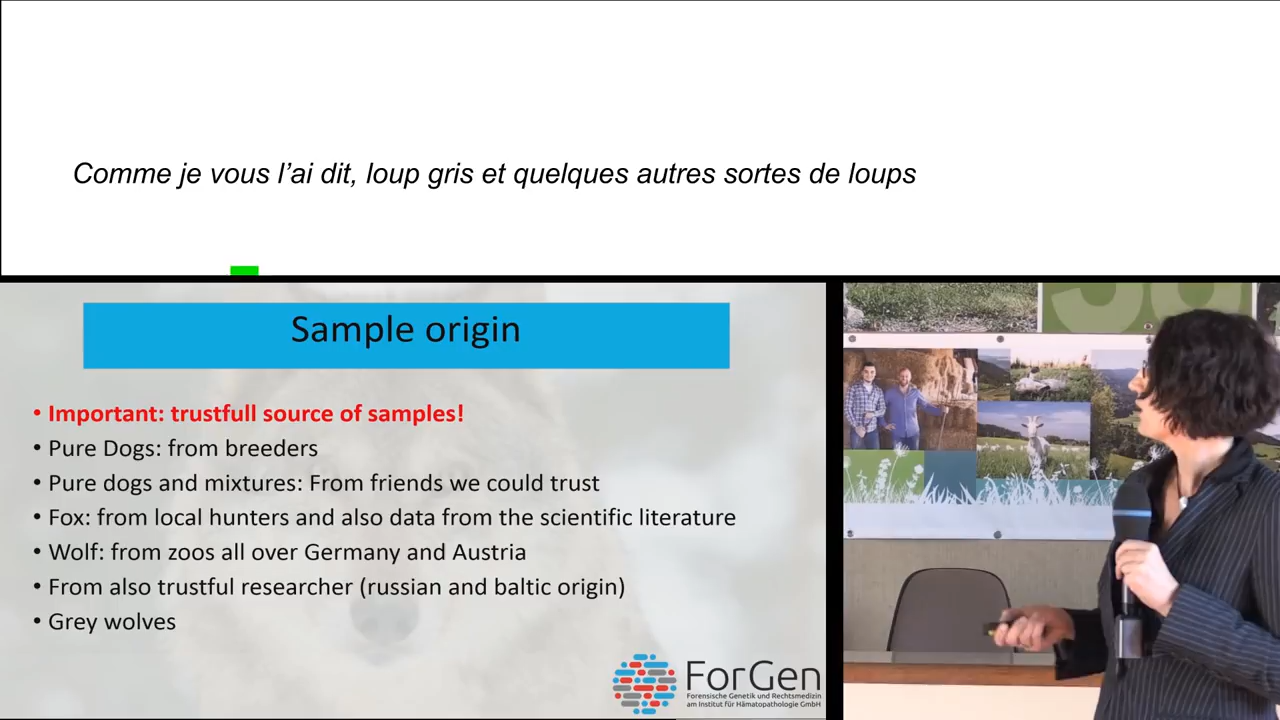 Comme je vous l’ai dit, loup gris et quelques autres sortes de loups
Sample origin
• Important: trustfull source of samples!
• Pure Dogs: from breeders
• Pure dogs and mixtures: From friends we could trust
• Fox: from local hunters and also data from the scientific literature
• Wolf: from zoos all over Germany and Austria
• From also trustful researcher (russian and baltic origin)
• Grey wolves
ForGen
Forensische Genetik und Rechtsmedizin
am Institut für Hämatopathologie GmbH